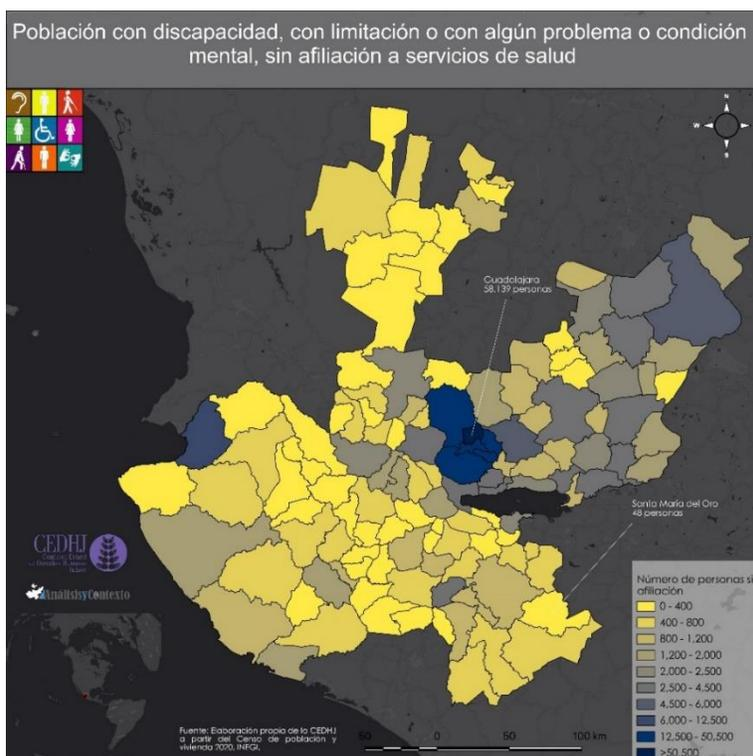 Población con discapacidad, con limitación o con algún problema o condición
mental, sin afiliación a servicios de salud
N
W
E
S
Guadalajara
58,139 personas
Santa María del Oro
48 personas
CEDHJ
AnálisisyContexto
Número de personas si
afiliación
0 - 400
400 - 800
800 - 1,200
1,200 - 2,000
2,000 - 2,500
2,500 - 4,500
4,500 - 6,000
6,000 - 12,500
12,500 - 50,500
>50,500
Fuente: Elaboración propia de la CEDHJ
a partir del Censo de población y
vivienda 2020, INEGI.
50 0 50 100 km